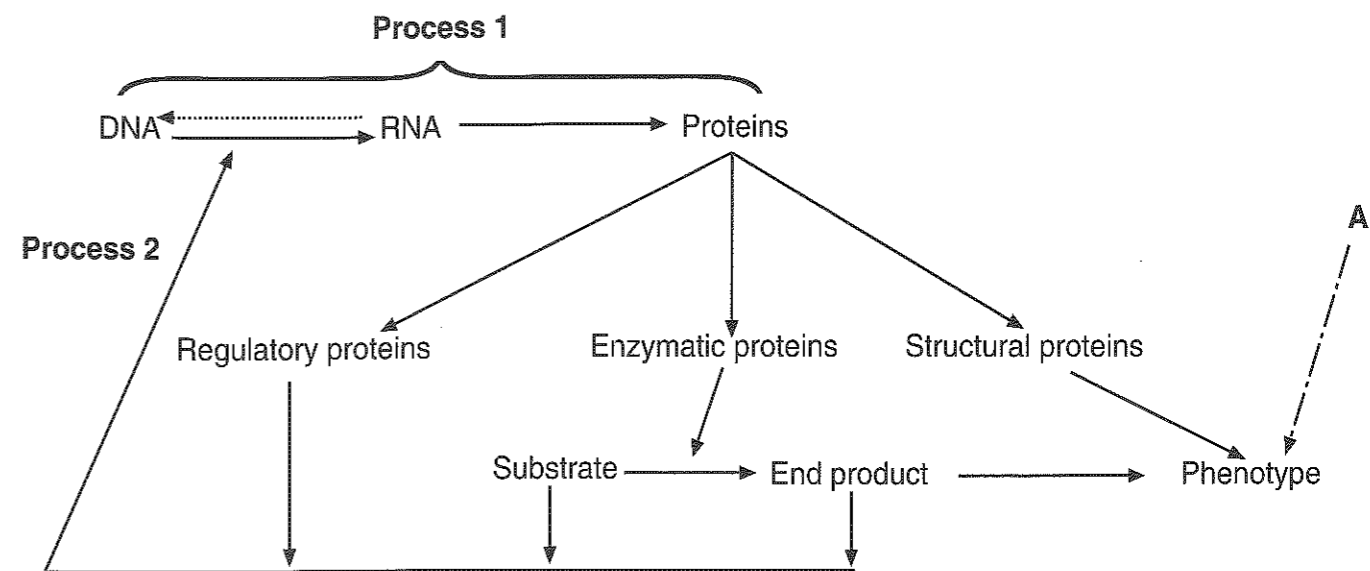 Process 1
DNA RNA Proteins
A
Process 2
Regulatory proteins Enzymatic proteins Structural proteins
Substrate End product Phenotype